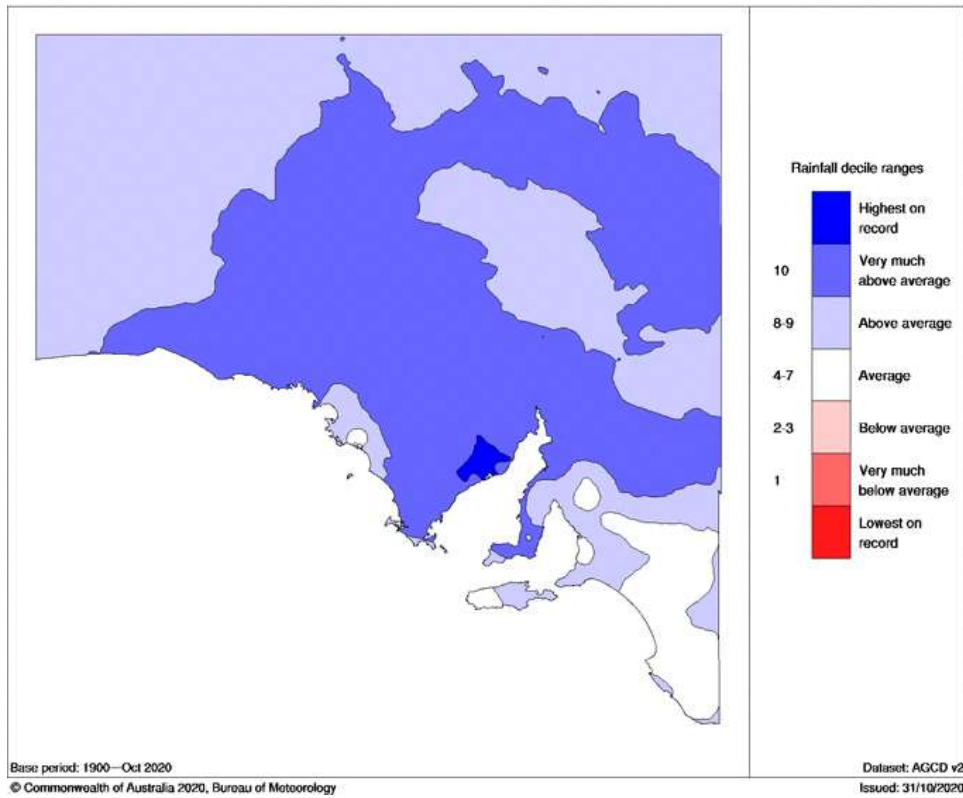 Rainfall decile ranges
Highest on
record
10
Very much
above average
8-9
Above average
4-7
Average
2-3
Below average
1
Very much
below average
Lowest on
record
Base period: 1900—Oct 2020
Dataset: AGCD v2
© Commonwealth of Australia 2020, Bureau of Meteorology
Issued: 31/10/2020